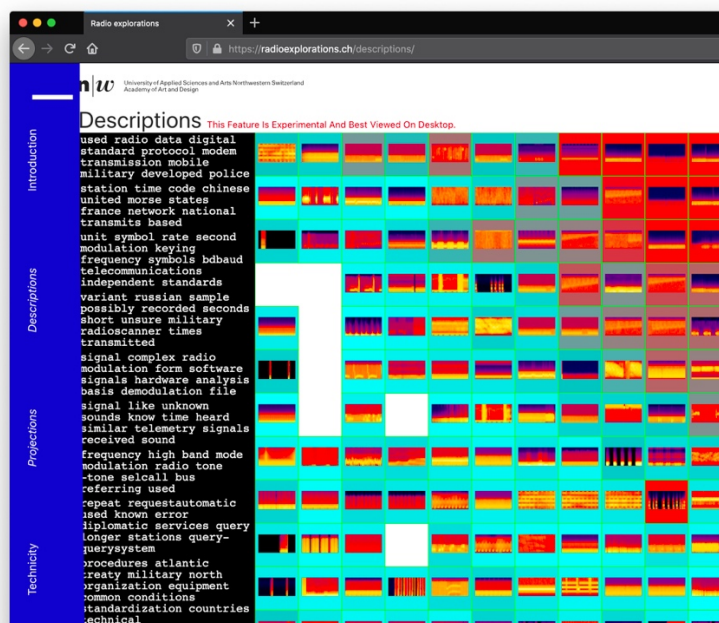 Radio explorations
https://radioexplorations.ch/descriptions/
n|w
University of Applied Sciences and Arts Northwestern Switzerland
Academy of Art and Design
Descriptions This Feature Is Experimental And Best Viewed On Desktop.
Introduction
Descriptions
Projections
Technicity
used radio data digital
standard protocol modem
transmission mobile
military developed police
station time code chinese
united morse states
france network national
transmits based
unit symbol rate second
modulation keying
frequency symbols bdbaud
telecommunications
independent standards
variant russian sample
possibly recorded seconds
short unsure military
radioscanner times
transmitted
signal complex radio
modulation form software
signals hardware analysis
basis demodulation file
signal like unknown
sounds know time heard
similar telemetry signals
received sound
frequency high band mode
modulation radio tone
-tone selcall bus
referring used
repeat requestautomatic
used known error
diplomatic services query
longer stations query-
querysystem
procedures atlantic
treaty military north
organization equipment
common conditions
standardization countries
technical